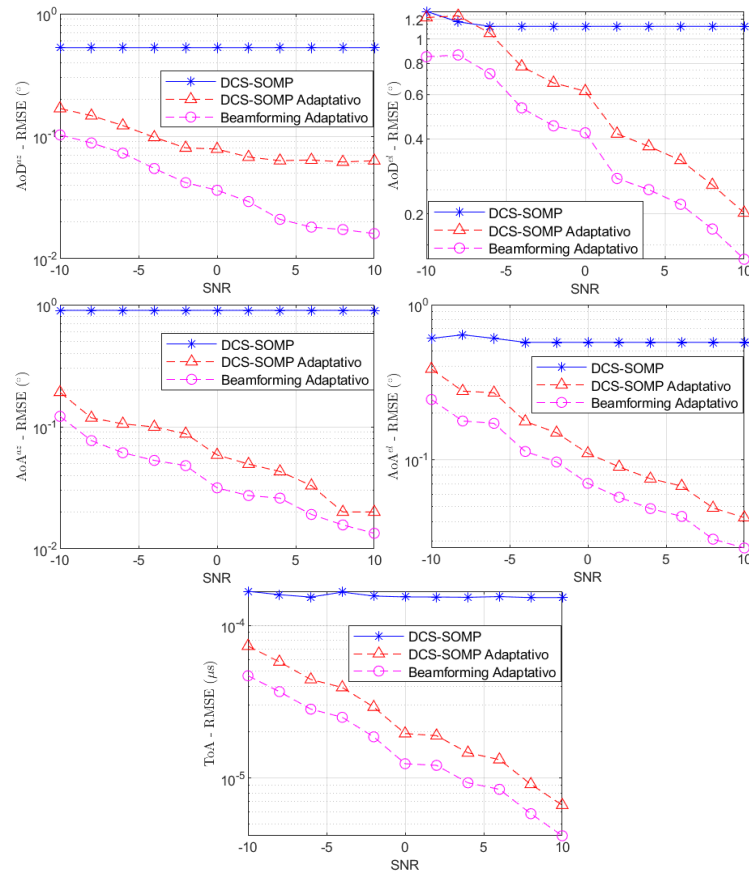 10^0
10^-1
10^-2
AoD^az - RMSE (°)
-10 -5 0 5 10
SNR
DCS-SOMP
DCS-SOMP Adaptativo
Beamforming Adaptativo
1.2
1
0.8
0.6
0.4
0.2
AoD^el - RMSE (°)
-10 -5 0 5 10
SNR
DCS-SOMP
DCS-SOMP Adaptativo
Beamforming Adaptativo
10^0
10^-1
10^-2
AoA^az - RMSE (°)
-10 -5 0 5 10
SNR
DCS-SOMP
DCS-SOMP Adaptativo
Beamforming Adaptativo
10^0
10^-1
AoA^el - RMSE (°)
-10 -5 0 5 10
SNR
DCS-SOMP
DCS-SOMP Adaptativo
Beamforming Adaptativo
10^-4
10^-5
ToA - RMSE (μs)
-10 -5 0 5 10
SNR
DCS-SOMP
DCS-SOMP Adaptativo
Beamforming Adaptativo